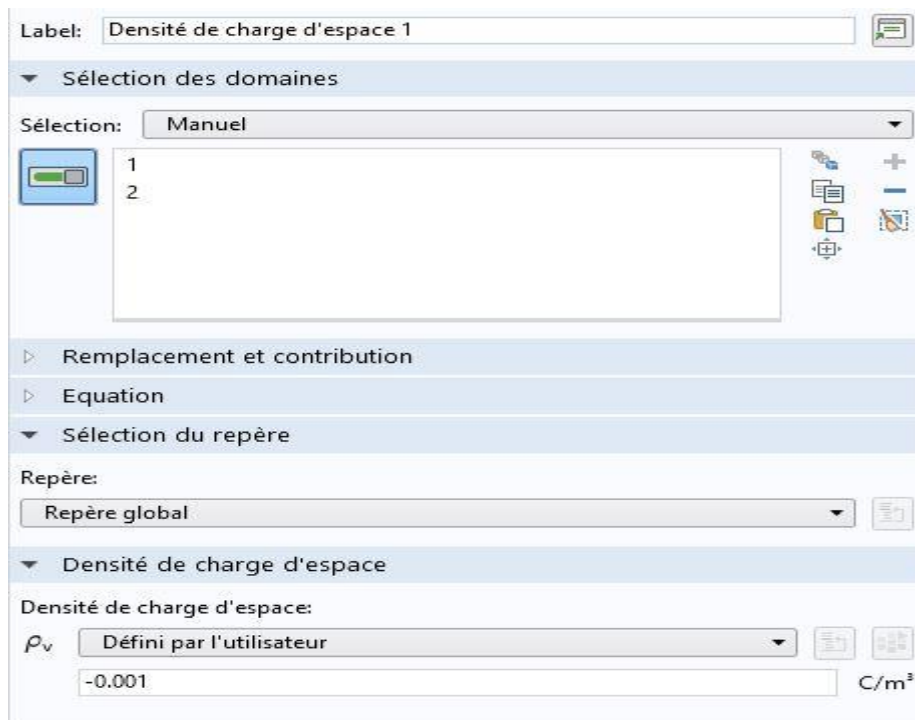 Label: Densité de charge d'espace 1
Sélection des domaines
Sélection: Manuel
1
2
Remplacement et contribution
Equation
Sélection du repère
Repère:
Repère global
Densité de charge d'espace
Densité de charge d'espace:
ρv Défini par l'utilisateur
-0.001 C/m³